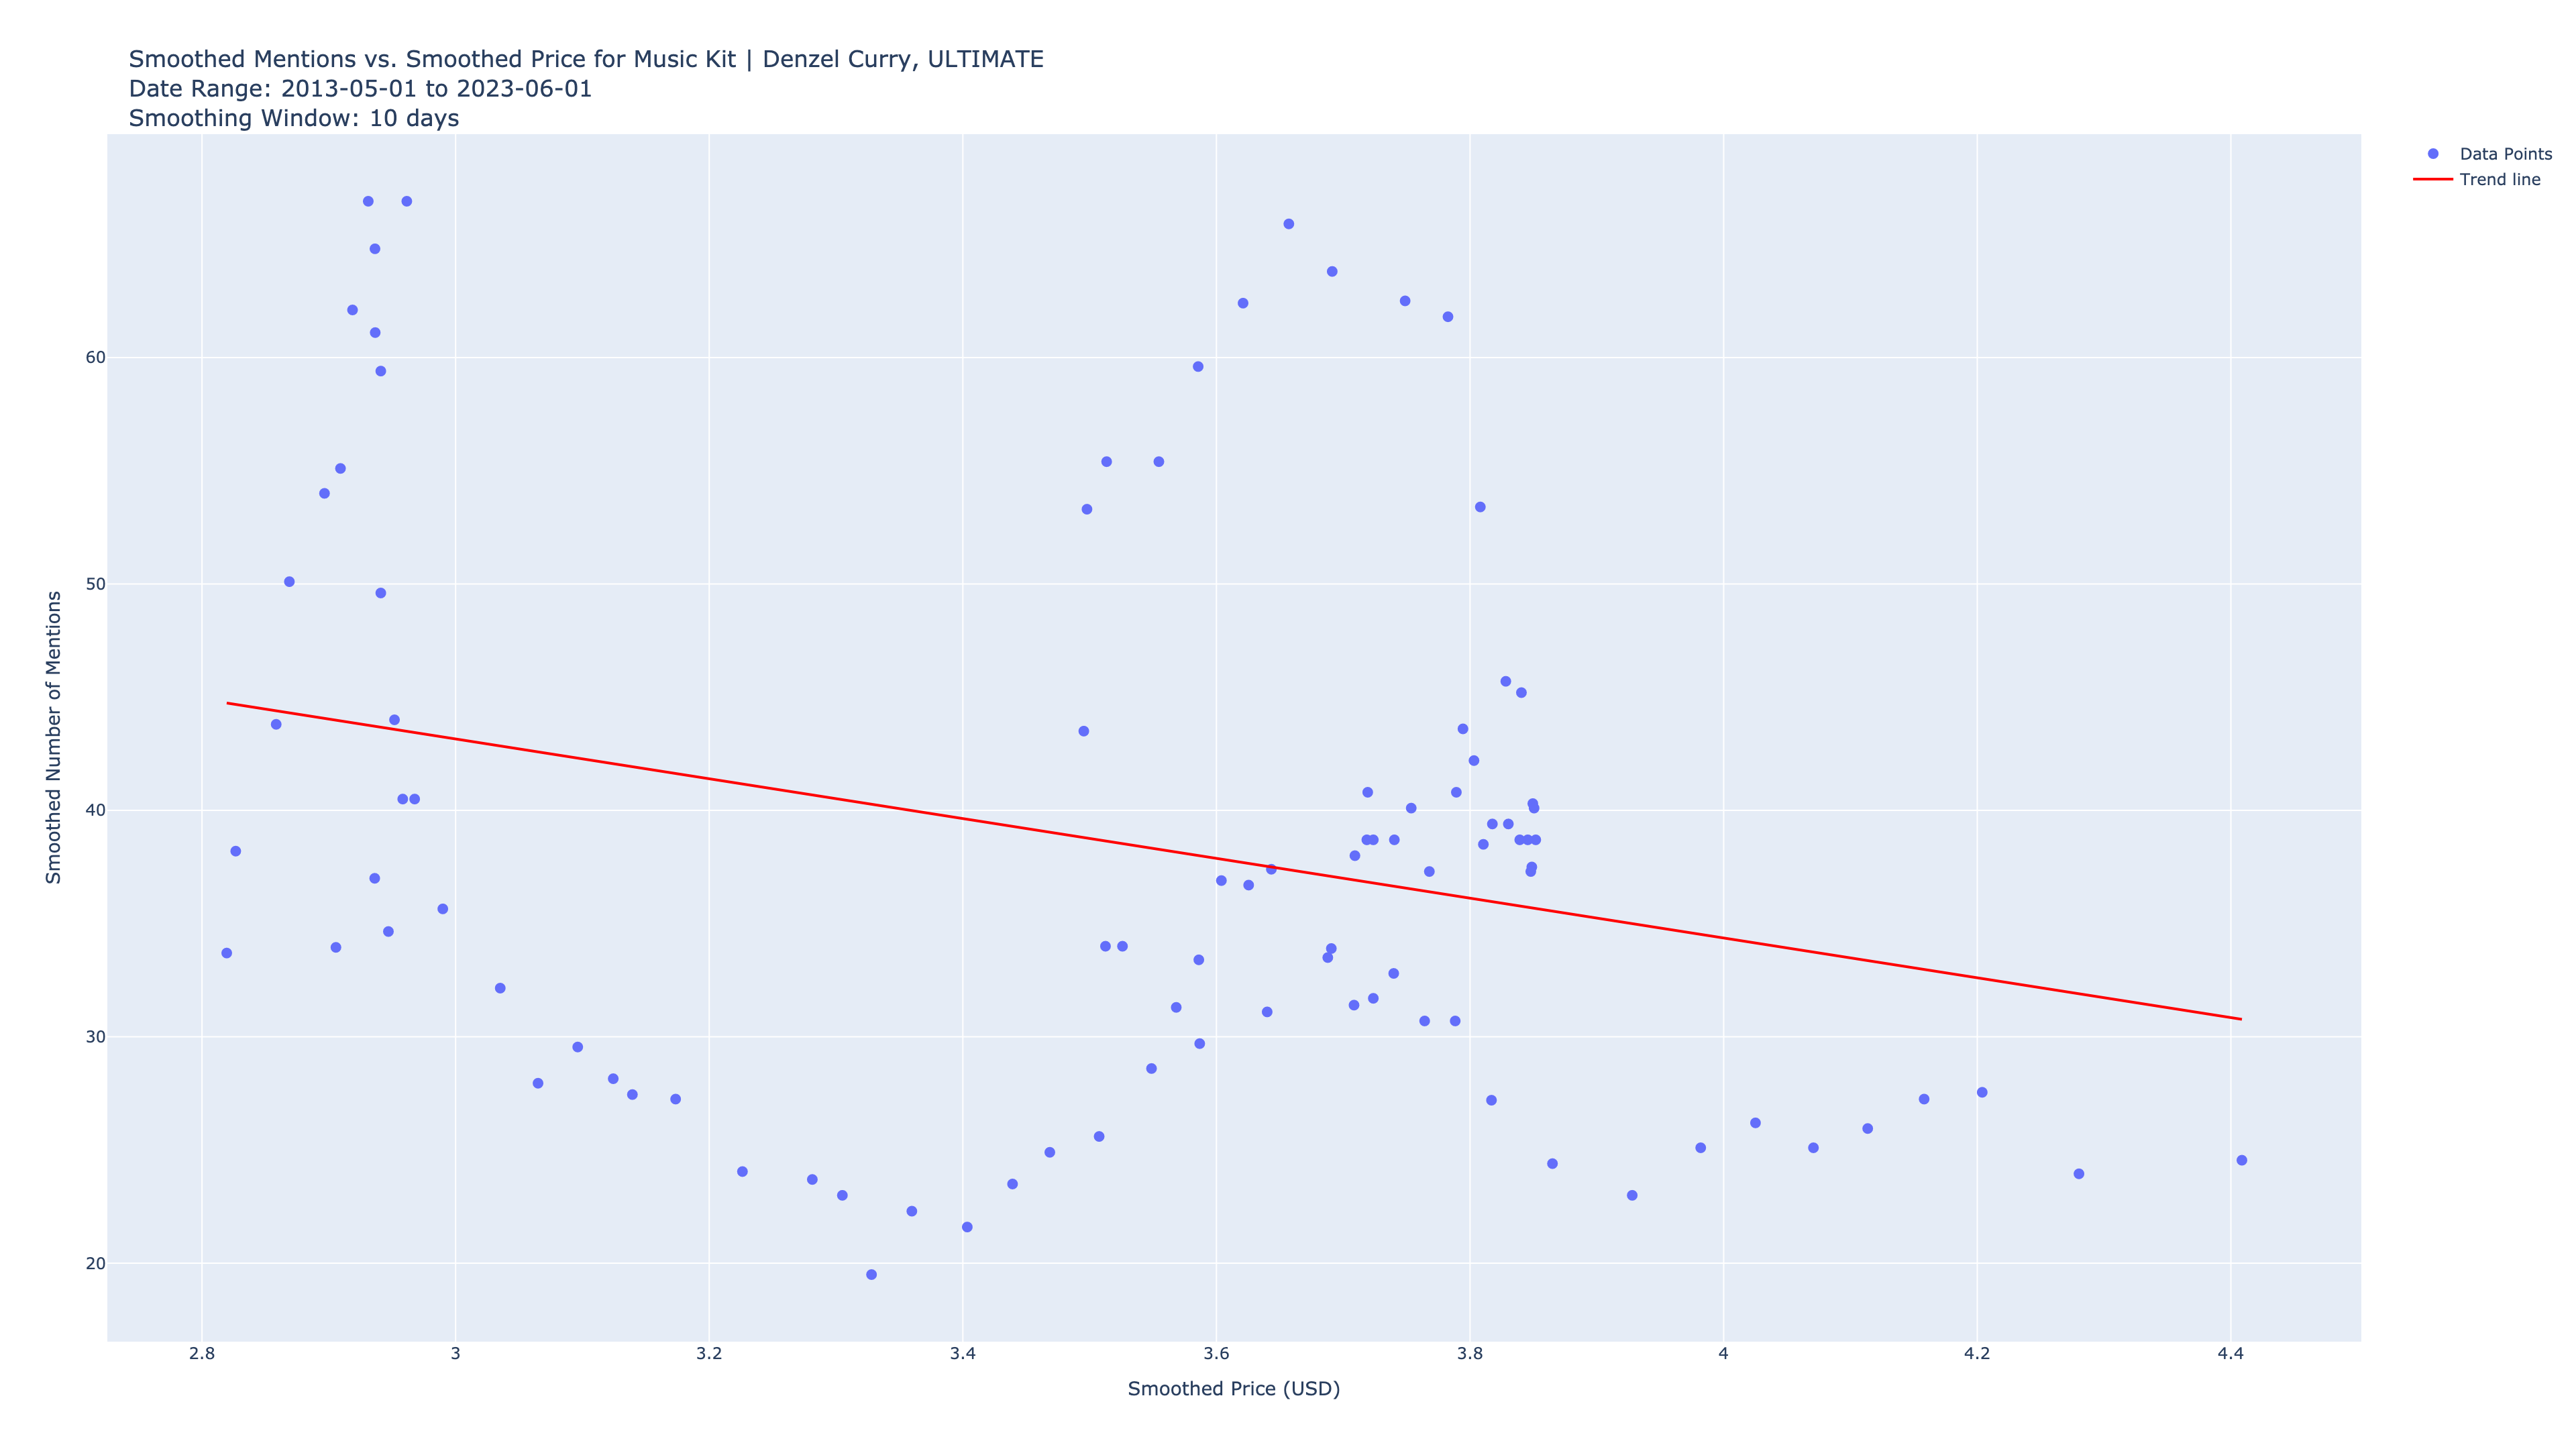 Smoothed Mentions vs. Smoothed Price for Music Kit | Denzel Curry, ULTIMATE
Date Range: 2013-05-01 to 2023-06-01
Smoothing Window: 10 days
Data Points
Trend line
Smoothed Number of Mentions
60
50
40
30
20
2.8
3
3.2
3.4
3.6
3.8
4
4.2
4.4
Smoothed Price (USD)